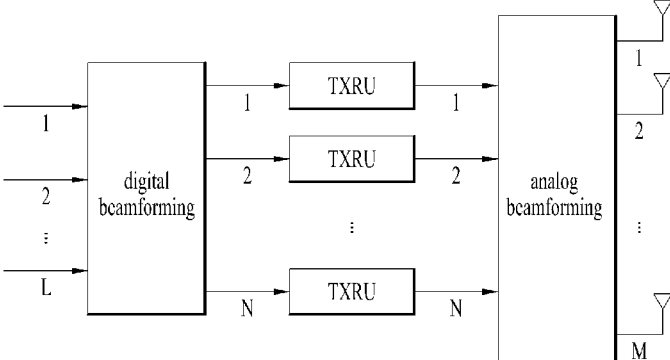 1
2
⋮
L
digital
beamforming
1
2
N
TXRU
TXRU
⋮
TXRU
1
2
N
analog
beamforming
1
2
⋮
M